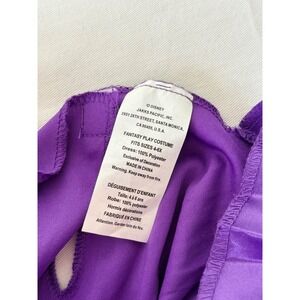 © DISNEY
JAKKS PACIFIC, INC.
2951 28TH STREET, SANTA MONICA,
CA 90405, U.S.A.
FANTASY PLAY COSTUME
FITS SIZES 4-6X
Dress: 100% Polyester
Exclusive of Decoration
MADE IN CHINA
Warning: Keep Away From Fire.
DÉGUISEMENT D'ENFANT
Taille: 4 à 6 ans
Robe: 100% polyester
Hormis décorations
FABRIQUÉ EN CHINE
Attention: Garder loin du feu.